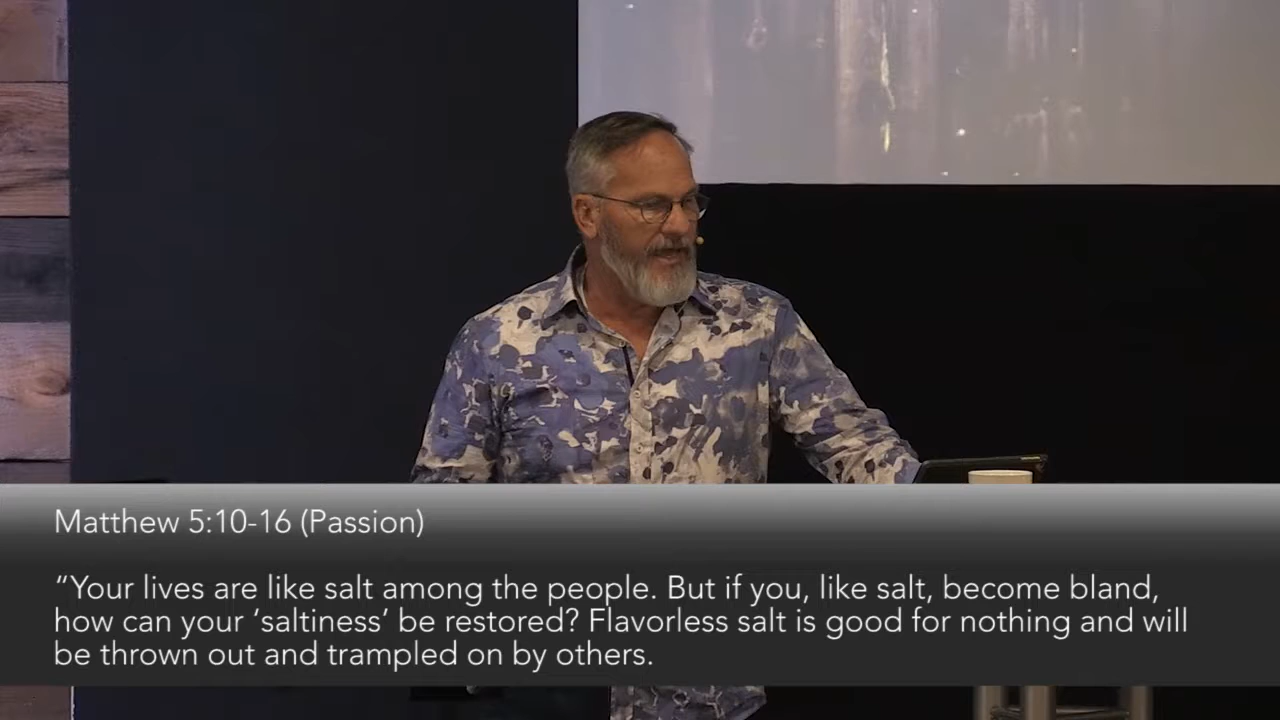 Matthew 5:10-16 (Passion)
“Your lives are like salt among the people. But if you, like salt, become bland,
how can your ‘saltiness’ be restored? Flavorless salt is good for nothing and will
be thrown out and trampled on by others.